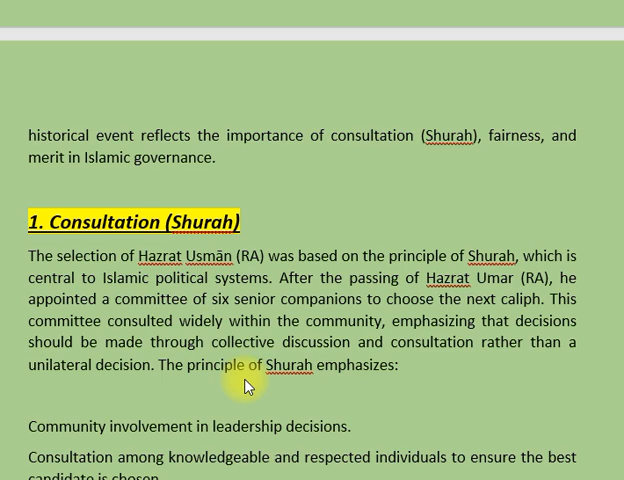 historical event reflects the importance of consultation (Shurah), fairness, and
merit in Islamic governance.
1. Consultation (Shurah)
The selection of Hazrat Usmān (RA) was based on the principle of Shurah, which is
central to Islamic political systems. After the passing of Hazrat Umar (RA), he
appointed a committee of six senior companions to choose the next caliph. This
committee consulted widely within the community, emphasizing that decisions
should be made through collective discussion and consultation rather than a
unilateral decision. The principle of Shurah emphasizes:
Community involvement in leadership decisions.
Consultation among knowledgeable and respected individuals to ensure the best
candidate is chosen.